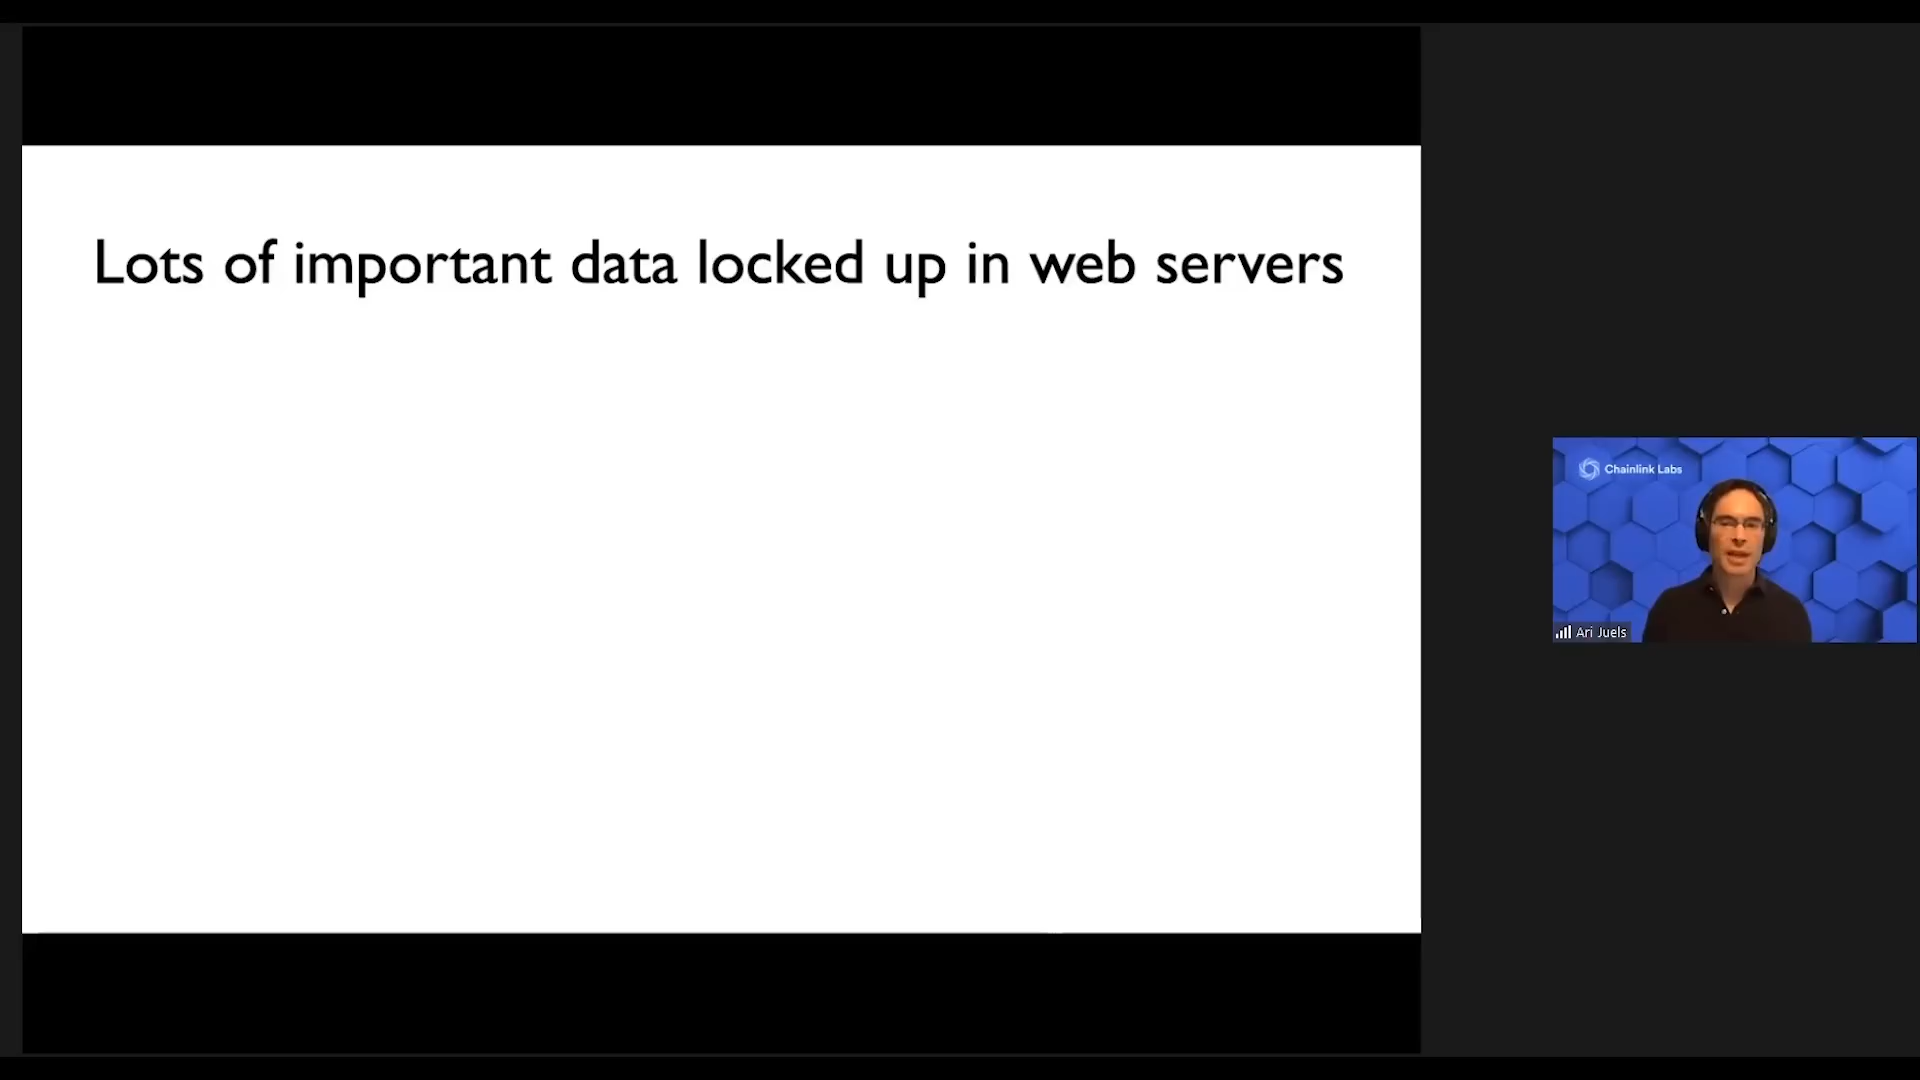 Lots of important data locked up in web servers
Chainlink Labs
Ari Juels